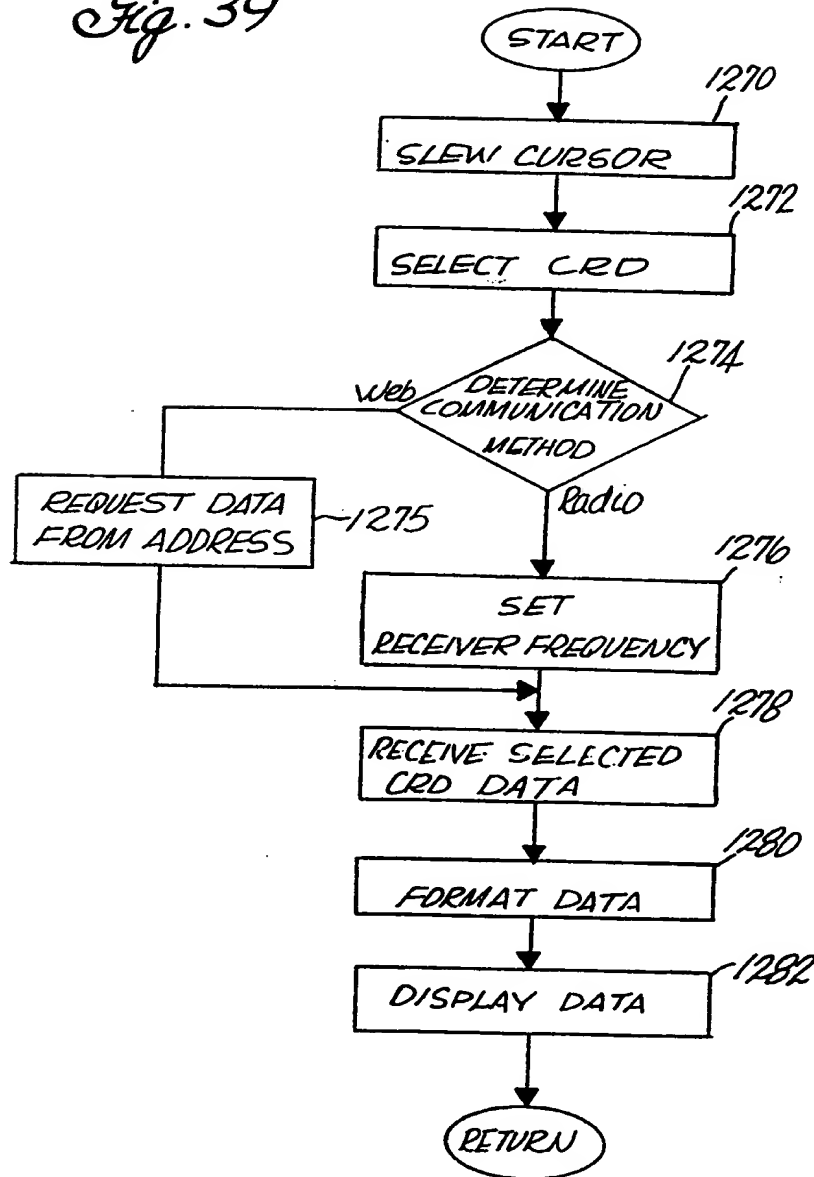 Fig. 39
START
1270
SLEW CURSOR
1272
SELECT CRD
1274
DETERMINE
COMMUNICATION
METHOD
Web
Radio
REQUEST DATA
FROM ADDRESS
1275
1276
SET
RECEIVER FREQUENCY
1278
RECEIVE SELECTED
CRD DATA
1280
FORMAT DATA
1282
DISPLAY DATA
RETURN